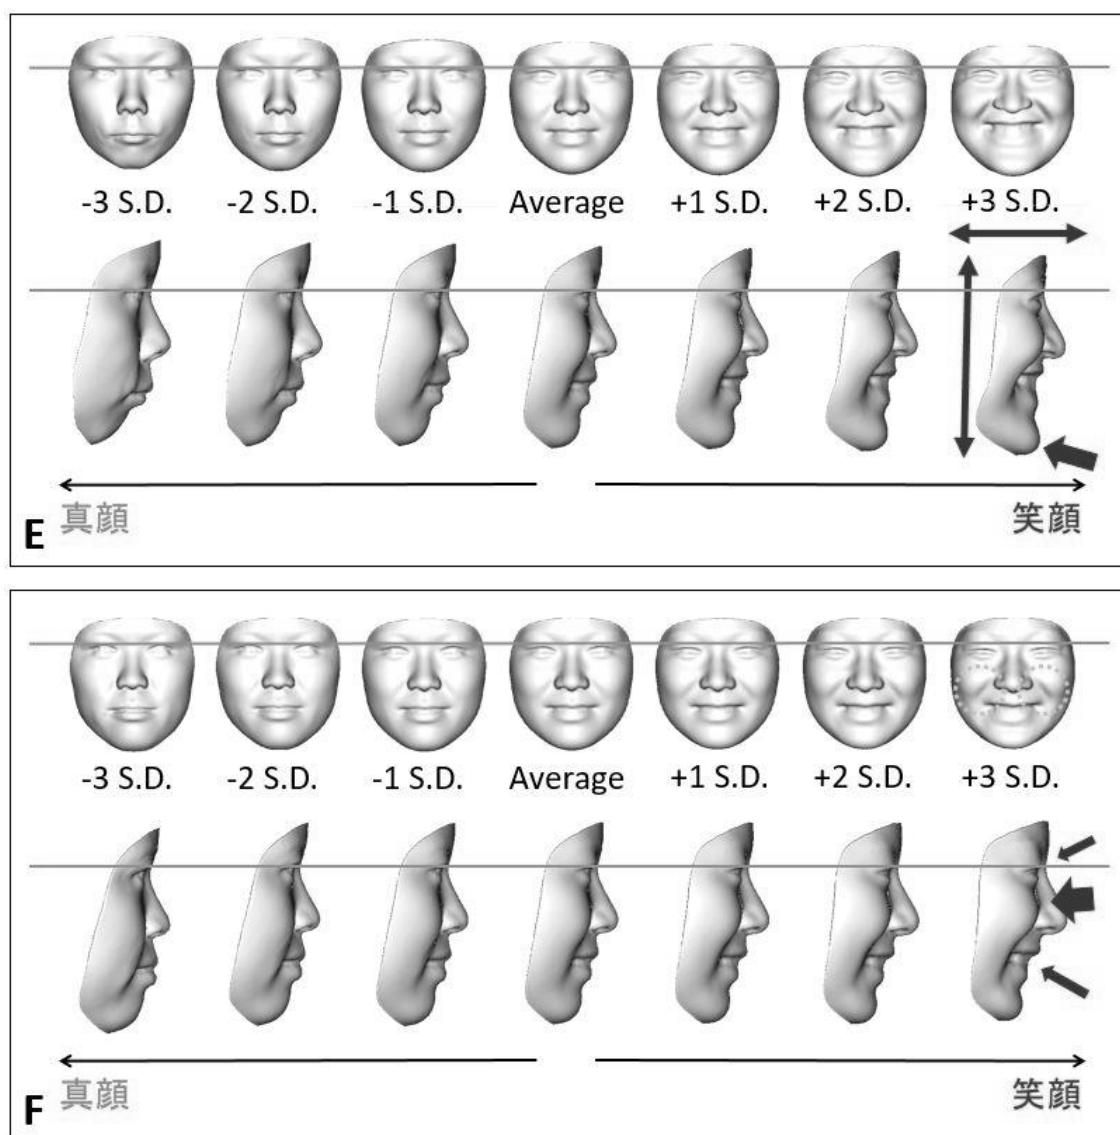 -3 S.D. -2 S.D. -1 S.D. Average +1 S.D. +2 S.D. +3 S.D.
真顔 笑顔
E
-3 S.D. -2 S.D. -1 S.D. Average +1 S.D. +2 S.D. +3 S.D.
真顔 笑顔
F